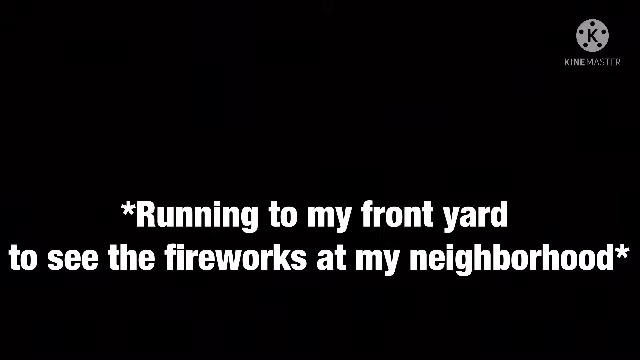 K
KINEMASTER
*Running to my front yard
to see the fireworks at my neighborhood*